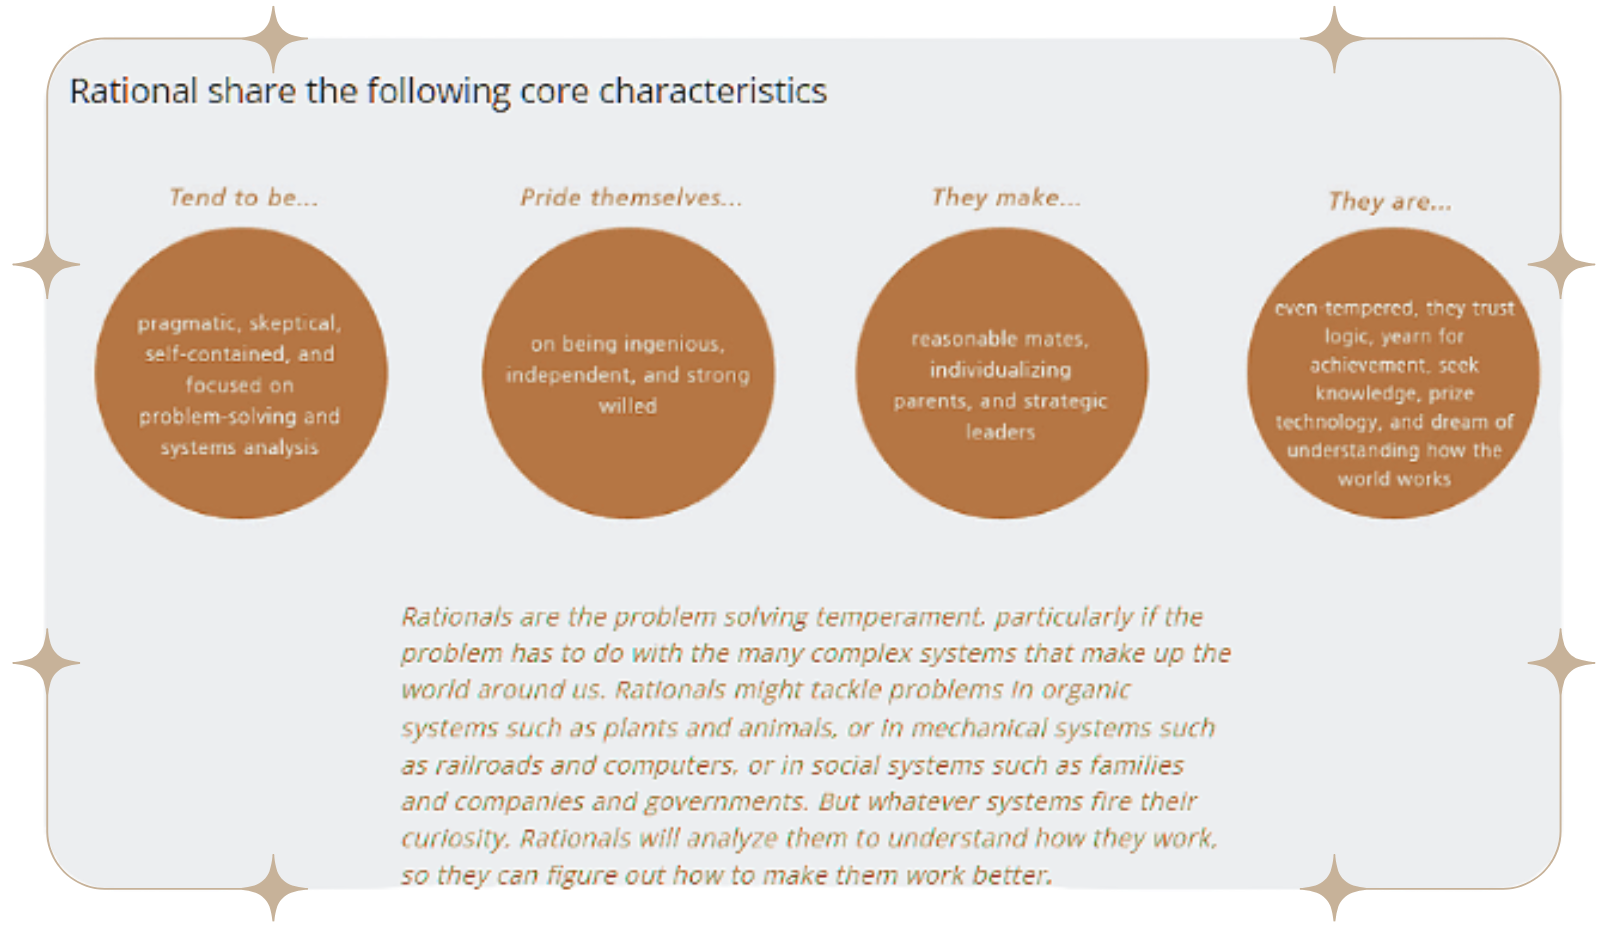 Rational share the following core characteristics
Tend to be...
pragmatic, skeptical,
self-contained, and
focused on
problem-solving and
systems analysis
Pride themselves...
on being ingenious,
independent, and strong
willed
They make...
reasonable mates,
individualizing
parents, and strategic
leaders
They are...
even-tempered, they trust
logic, yearn for
achievement, seek
knowledge, prize
technology, and dream of
understanding how the
world works
Rationals are the problem solving temperament, particularly if the
problem has to do with the many complex systems that make up the
world around us. Rationals might tackle problems in organic
systems such as plants and animals, or in mechanical systems such
as railroads and computers, or in social systems such as families
and companies and governments. But whatever systems fire their
curiosity, Rationals will analyze them to understand how they work,
so they can figure out how to make them work better.